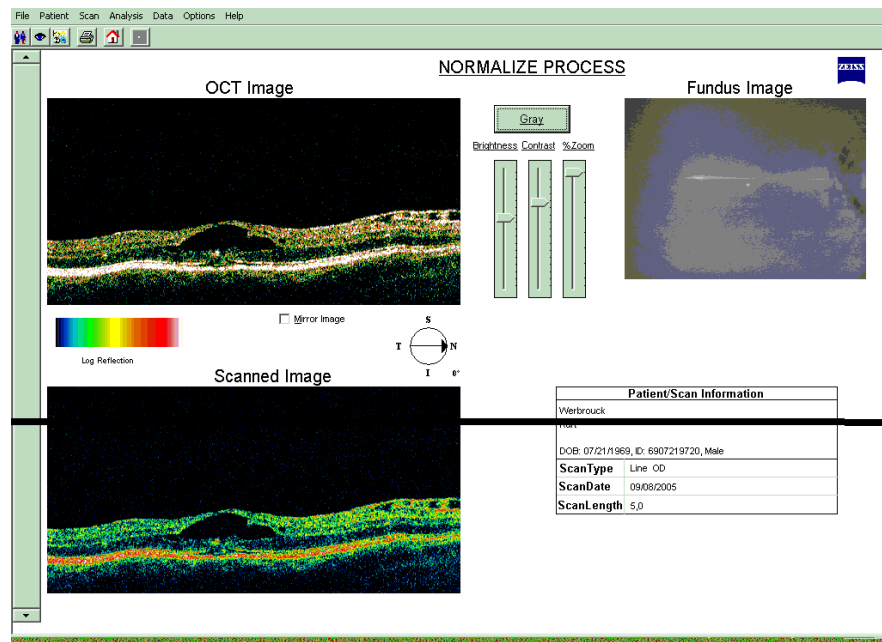 File Patient Scan Analysis Data Options Help
NORMALIZE PROCESS
ZEISS
OCT Image
Fundus Image
Gray
Brightness Contrast %Zoom
Mirror Image
S
T N
I 0°
Log Reflection
Scanned Image
Patient/Scan Information
Werbrouck
DOB: 07/21/1969, ID: 6907219720, Male
ScanType Line OD
ScanDate 09/08/2005
ScanLength 5,0